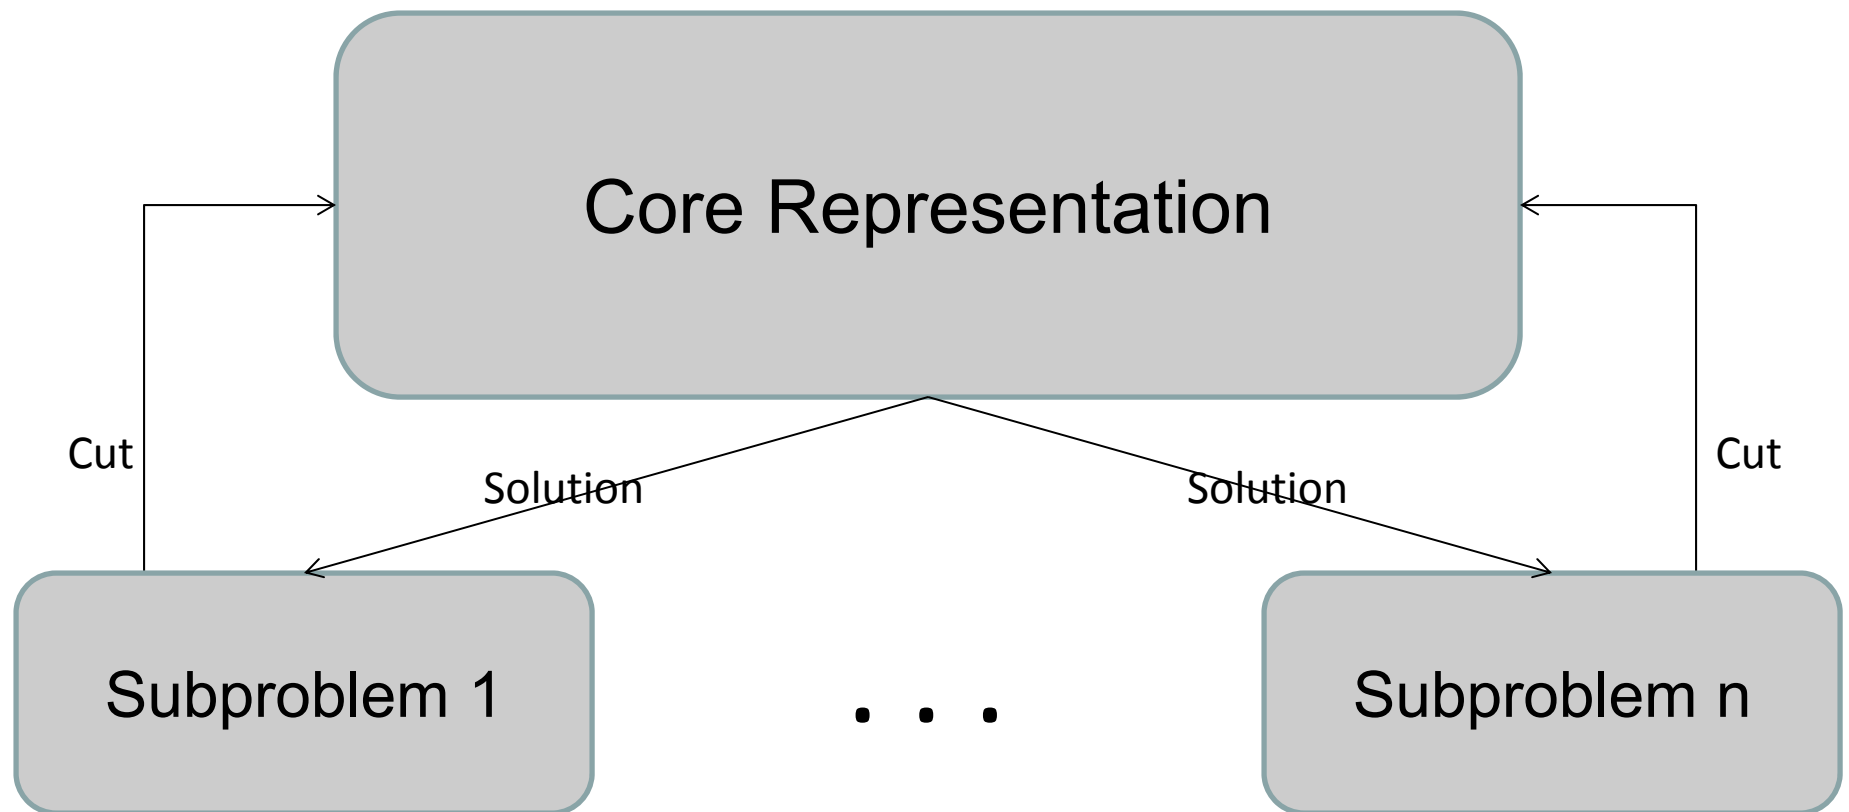 Core Representation
Cut
Cut
Solution
Solution
Subproblem 1
. . .
Subproblem n